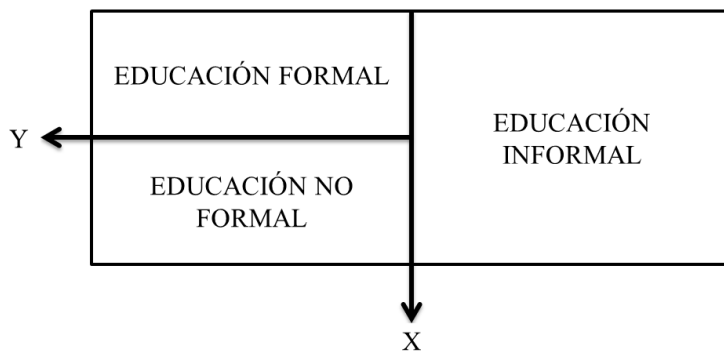 EDUCACIÓN FORMAL
Y
EDUCACIÓN NO
FORMAL
EDUCACIÓN
INFORMAL
X